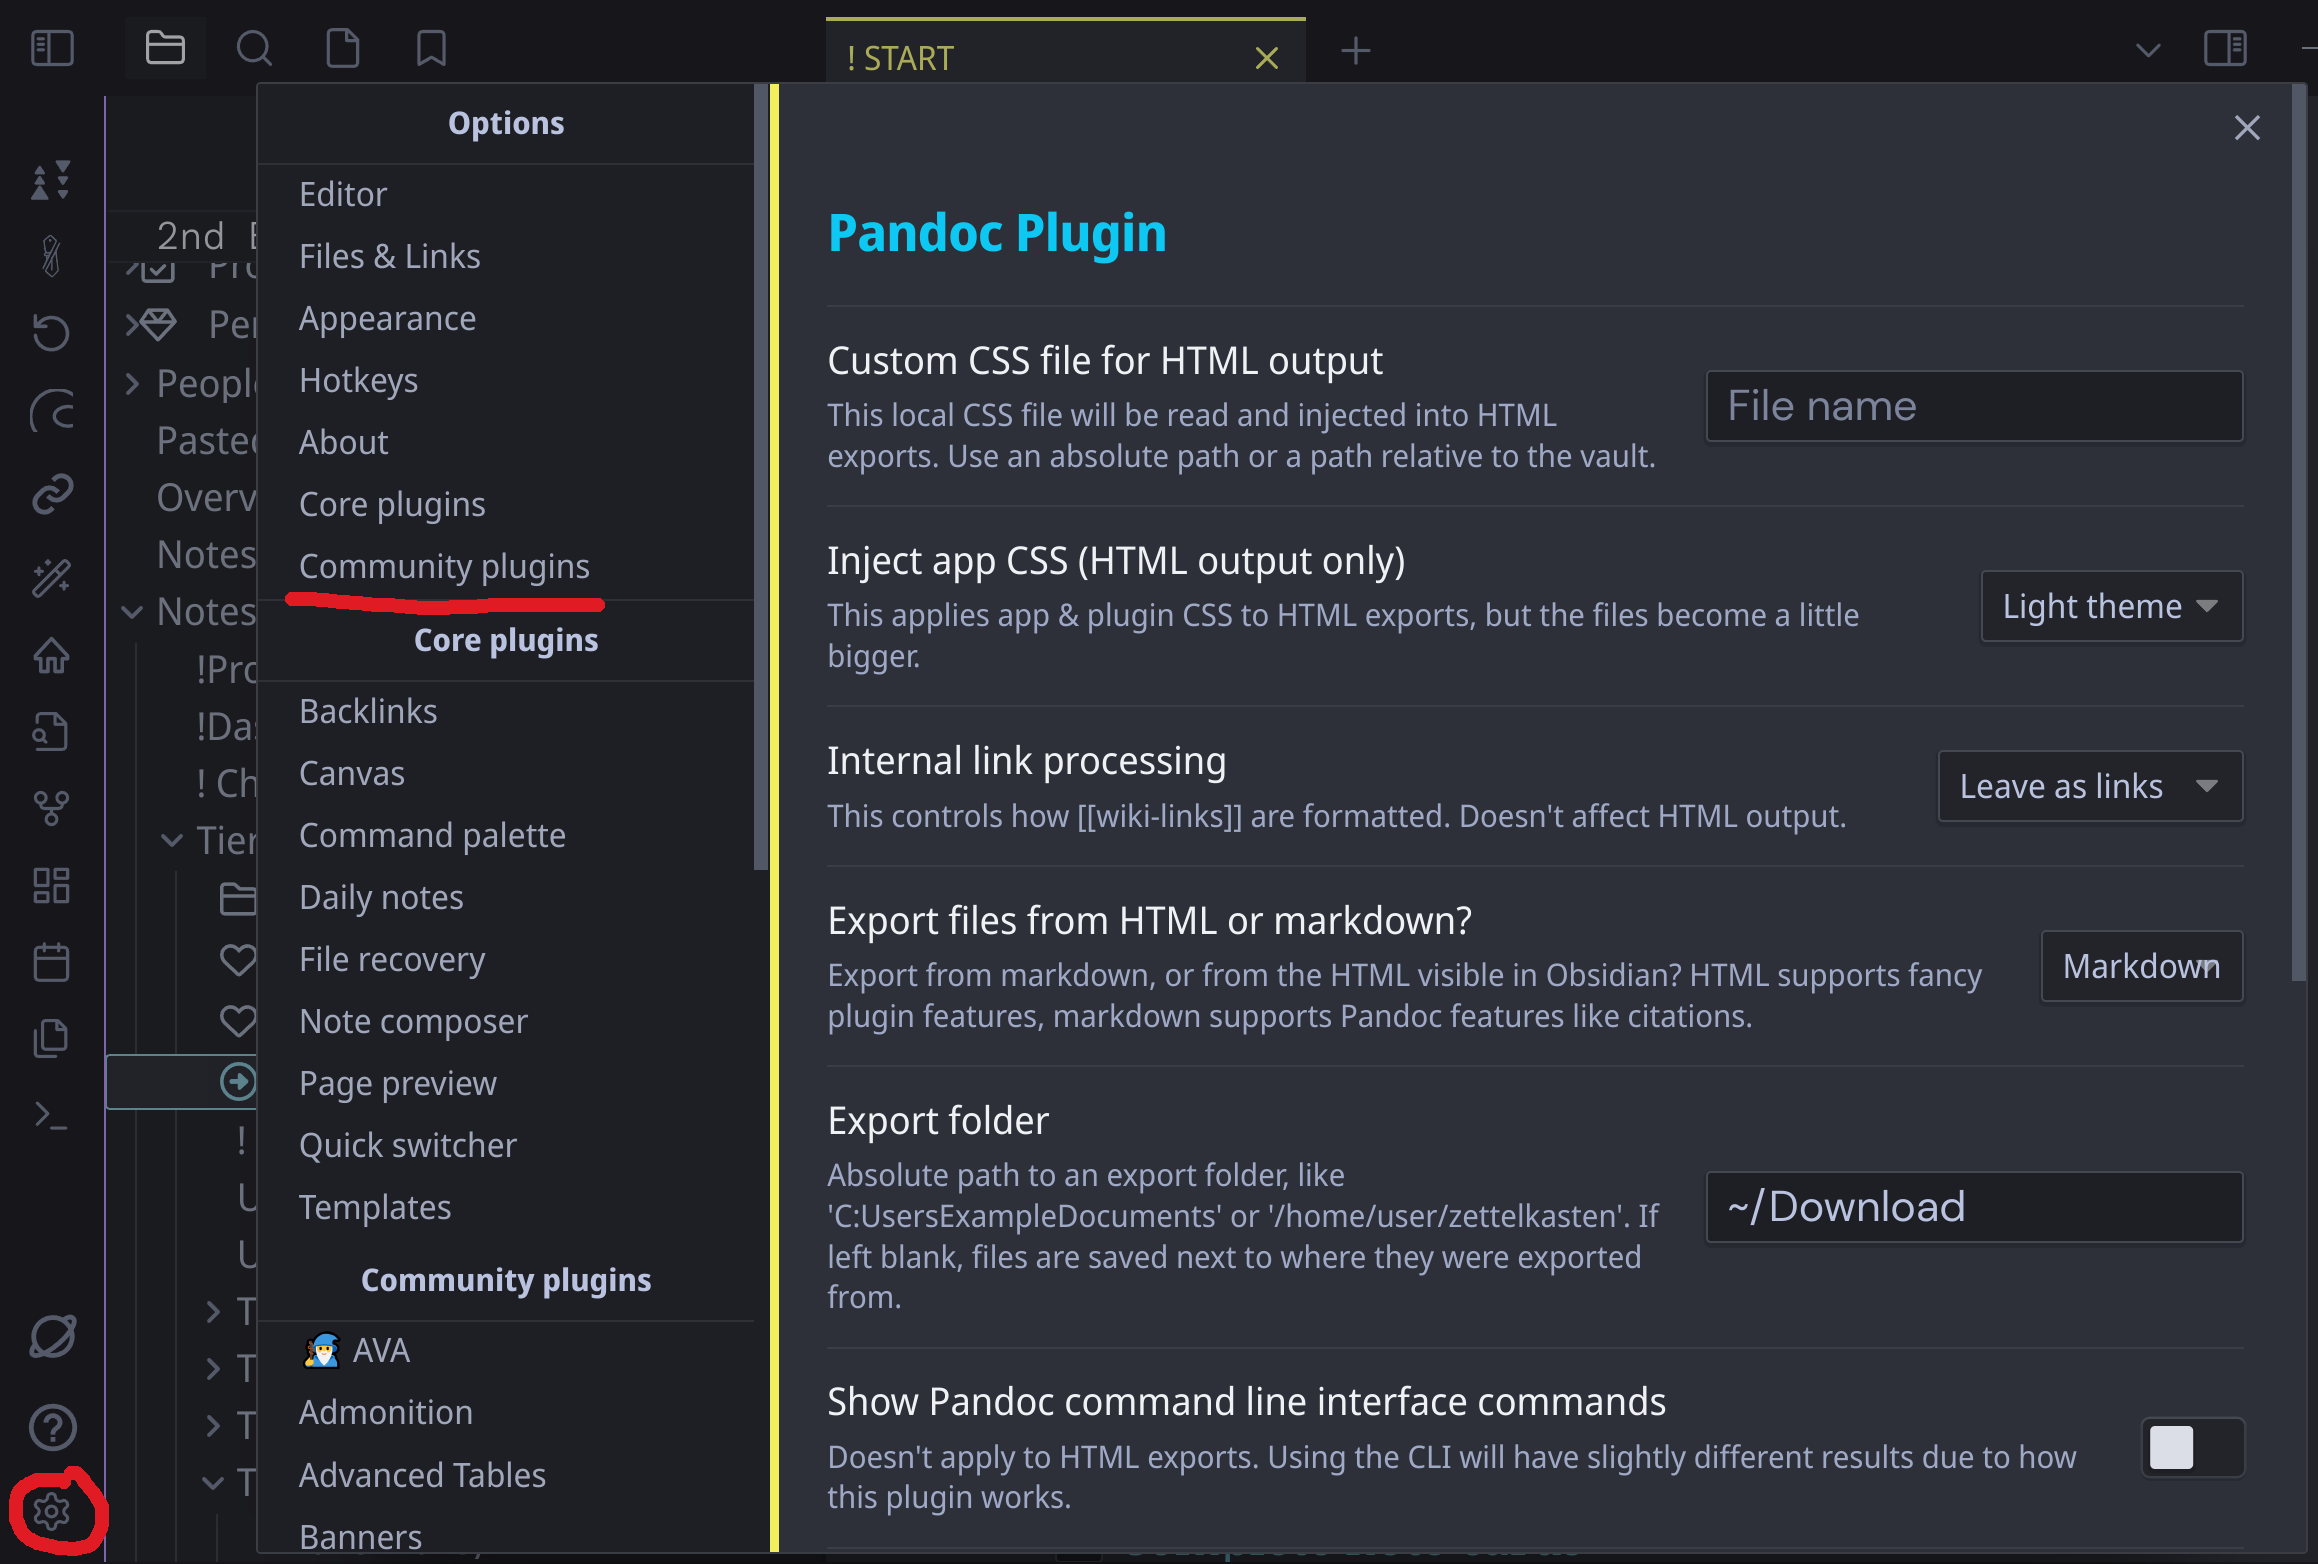 ! START
2nd
Per
People
Pasted
Overv
Notes
Notes
!Pro
!Das
! Ch
Tier
!
U
U
T
T
T
T
Options
Editor
Files & Links
Appearance
Hotkeys
About
Core plugins
Community plugins
Core plugins
Backlinks
Canvas
Command palette
Daily notes
File recovery
Note composer
Page preview
Quick switcher
Templates
Community plugins
AVA
Admonition
Advanced Tables
Banners
Pandoc Plugin
Custom CSS file for HTML output
This local CSS file will be read and injected into HTML
exports. Use an absolute path or a path relative to the vault.
File name
Inject app CSS (HTML output only)
This applies app & plugin CSS to HTML exports, but the files become a little
bigger.
Light theme
Internal link processing
This controls how [[wiki-links]] are formatted. Doesn't affect HTML output.
Leave as links
Export files from HTML or markdown?
Export from markdown, or from the HTML visible in Obsidian? HTML supports fancy
plugin features, markdown supports Pandoc features like citations.
Markdown
Export folder
Absolute path to an export folder, like
'C:UsersExampleDocuments' or '/home/user/zettelkasten'. If
left blank, files are saved next to where they were exported
from.
~/Download
Show Pandoc command line interface commands
Doesn't apply to HTML exports. Using the CLI will have slightly different results due to how
this plugin works.